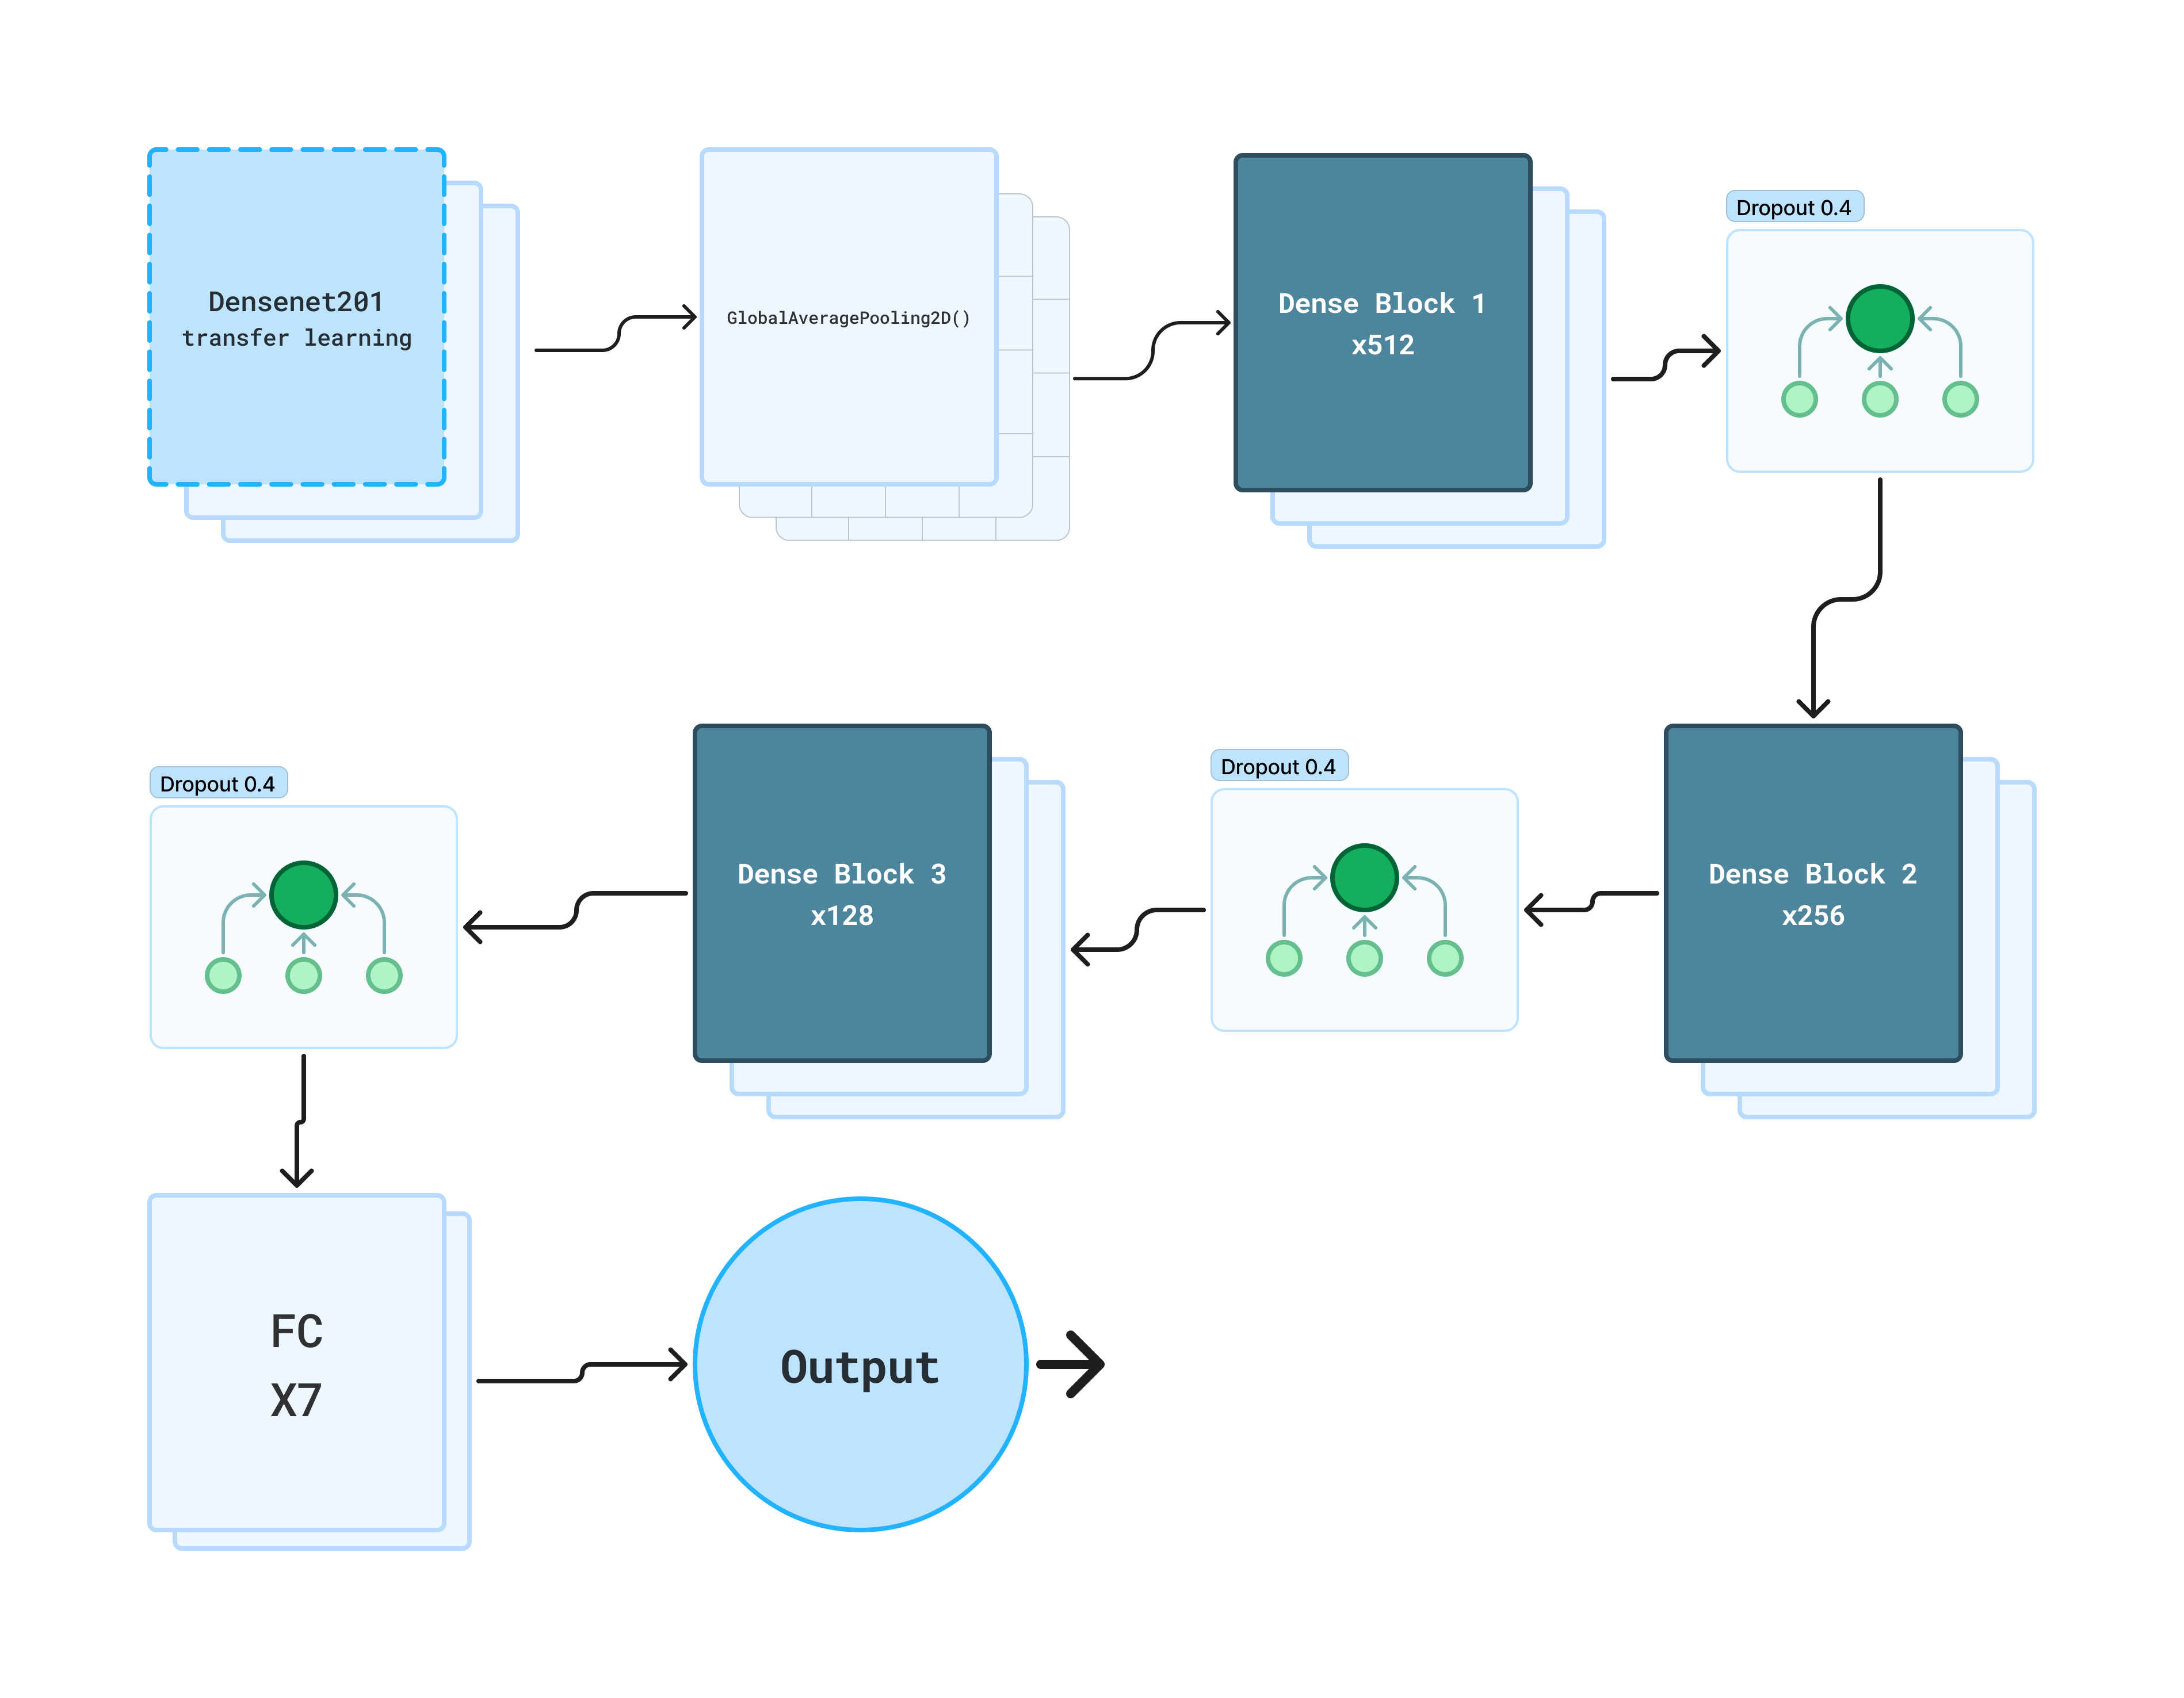 Densenet201
transfer learning
GlobalAveragePooling2D()
Dense Block 1
x512
Dropout 0.4
Dropout 0.4
Dense Block 3
x128
Dropout 0.4
Dense Block 2
x256
FC
X7
Output